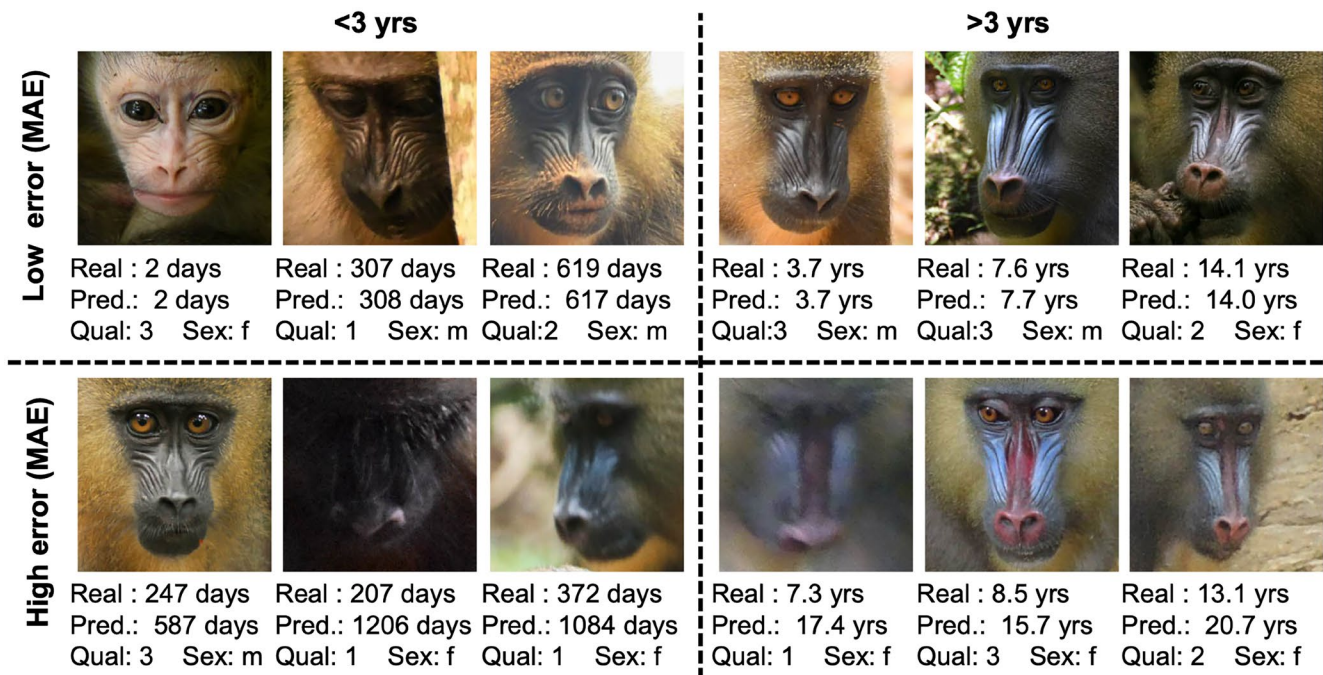 <3 yrs
>3 yrs
Low error (MAE)
Real : 2 days
Pred.: 2 days
Qual: 3 Sex: f
Real : 307 days
Pred.: 308 days
Qual: 1 Sex: m
Real : 619 days
Pred.: 617 days
Qual:2 Sex: m
Real : 3.7 yrs
Pred.: 3.7 yrs
Qual:3 Sex: m
Real : 7.6 yrs
Pred.: 7.7 yrs
Qual:3 Sex: m
Real : 14.1 yrs
Pred.: 14.0 yrs
Qual: 2 Sex: f
High error (MAE)
Real : 247 days
Pred.: 587 days
Qual: 3 Sex: m
Real : 207 days
Pred.: 1206 days
Qual: 1 Sex: f
Real : 372 days
Pred.: 1084 days
Qual: 1 Sex: f
Real : 7.3 yrs
Pred.: 17.4 yrs
Qual: 1 Sex: f
Real : 8.5 yrs
Pred.: 15.7 yrs
Qual: 3 Sex: f
Real : 13.1 yrs
Pred.: 20.7 yrs
Qual: 2 Sex: f